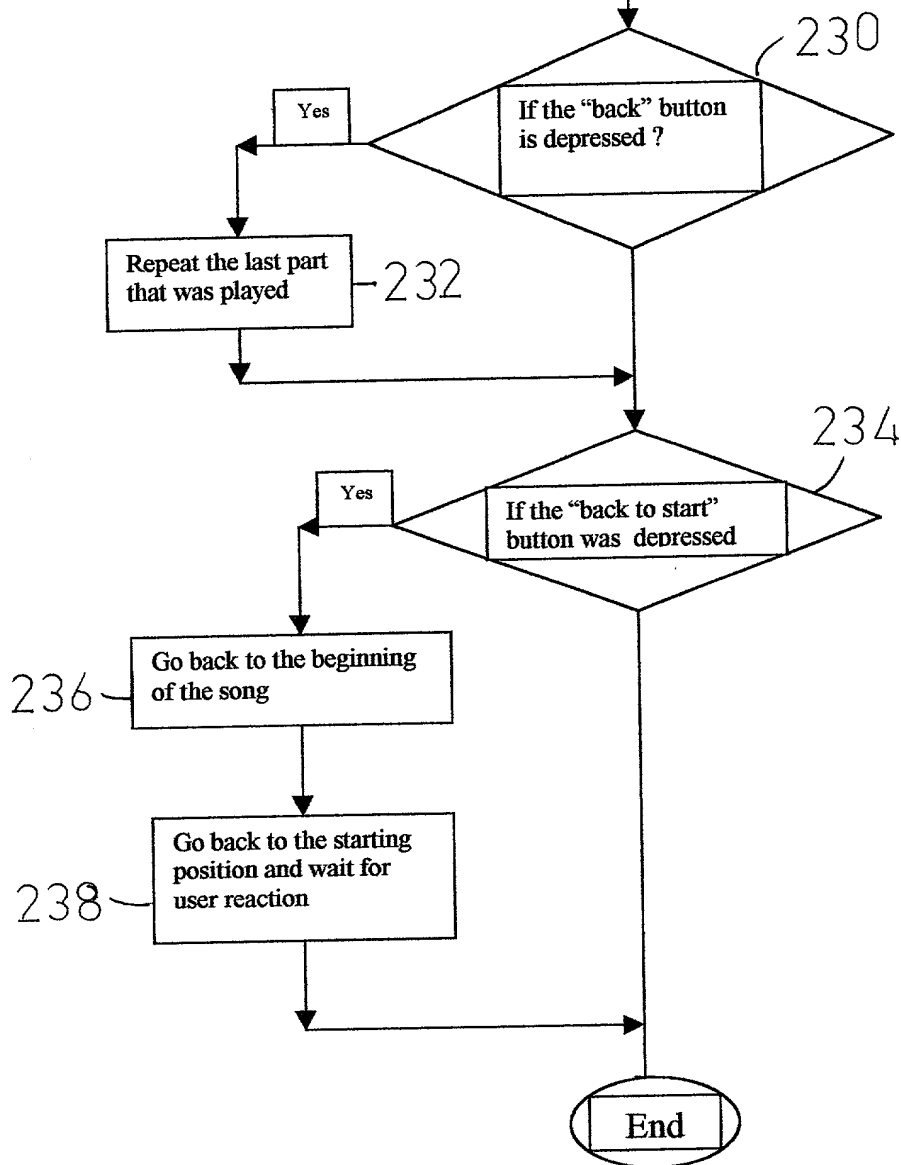 230
Yes
If the “back” button
is depressed ?
Repeat the last part
that was played
232
234
Yes
If the “back to start”
button was depressed
Go back to the beginning
of the song
236
Go back to the starting
position and wait for
user reaction
238
End